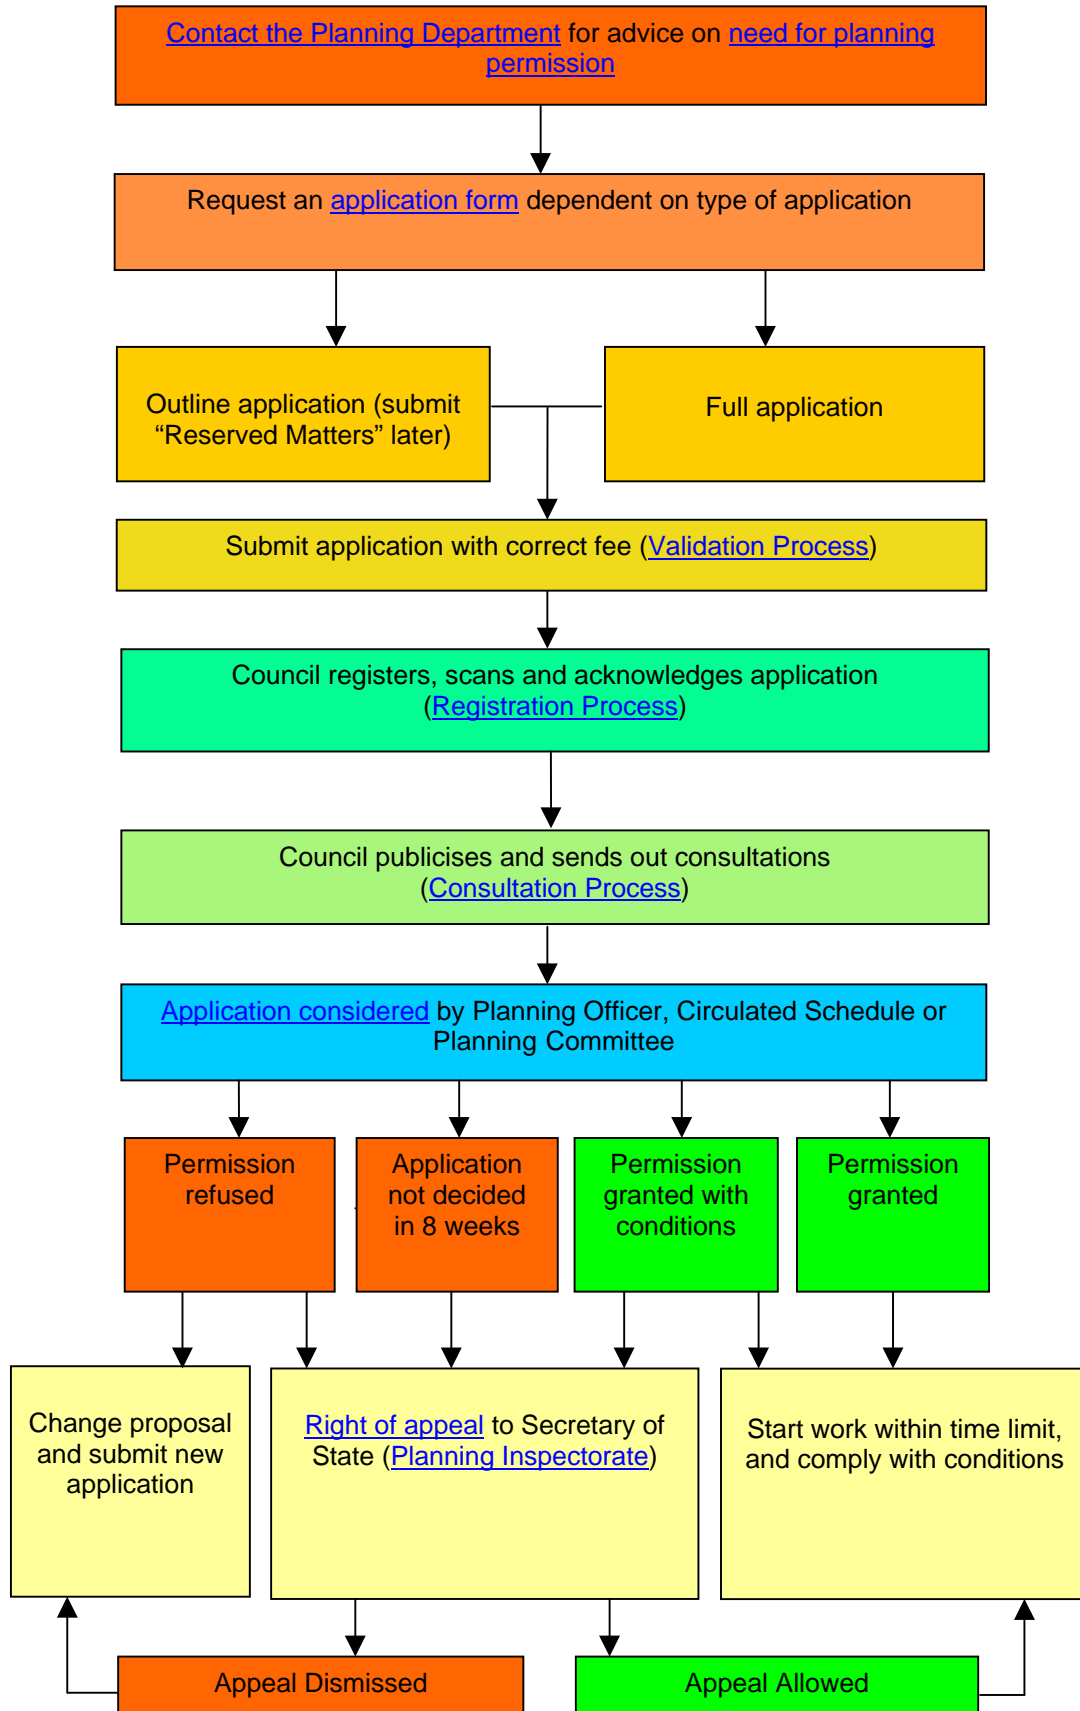 Contact the Planning Department for advice on need for planning
permission
Request an application form dependent on type of application
Outline application (submit
“Reserved Matters” later)
Full application
Submit application with correct fee (Validation Process)
Council registers, scans and acknowledges application
(Registration Process)
Council publicises and sends out consultations
(Consultation Process)
Application considered by Planning Officer, Circulated Schedule or
Planning Committee
Permission
refused
Application
not decided
in 8 weeks
Permission
granted with
conditions
Permission
granted
Change proposal
and submit new
application
Right of appeal to Secretary of
State (Planning Inspectorate)
Start work within time limit,
and comply with conditions
Appeal Dismissed
Appeal Allowed